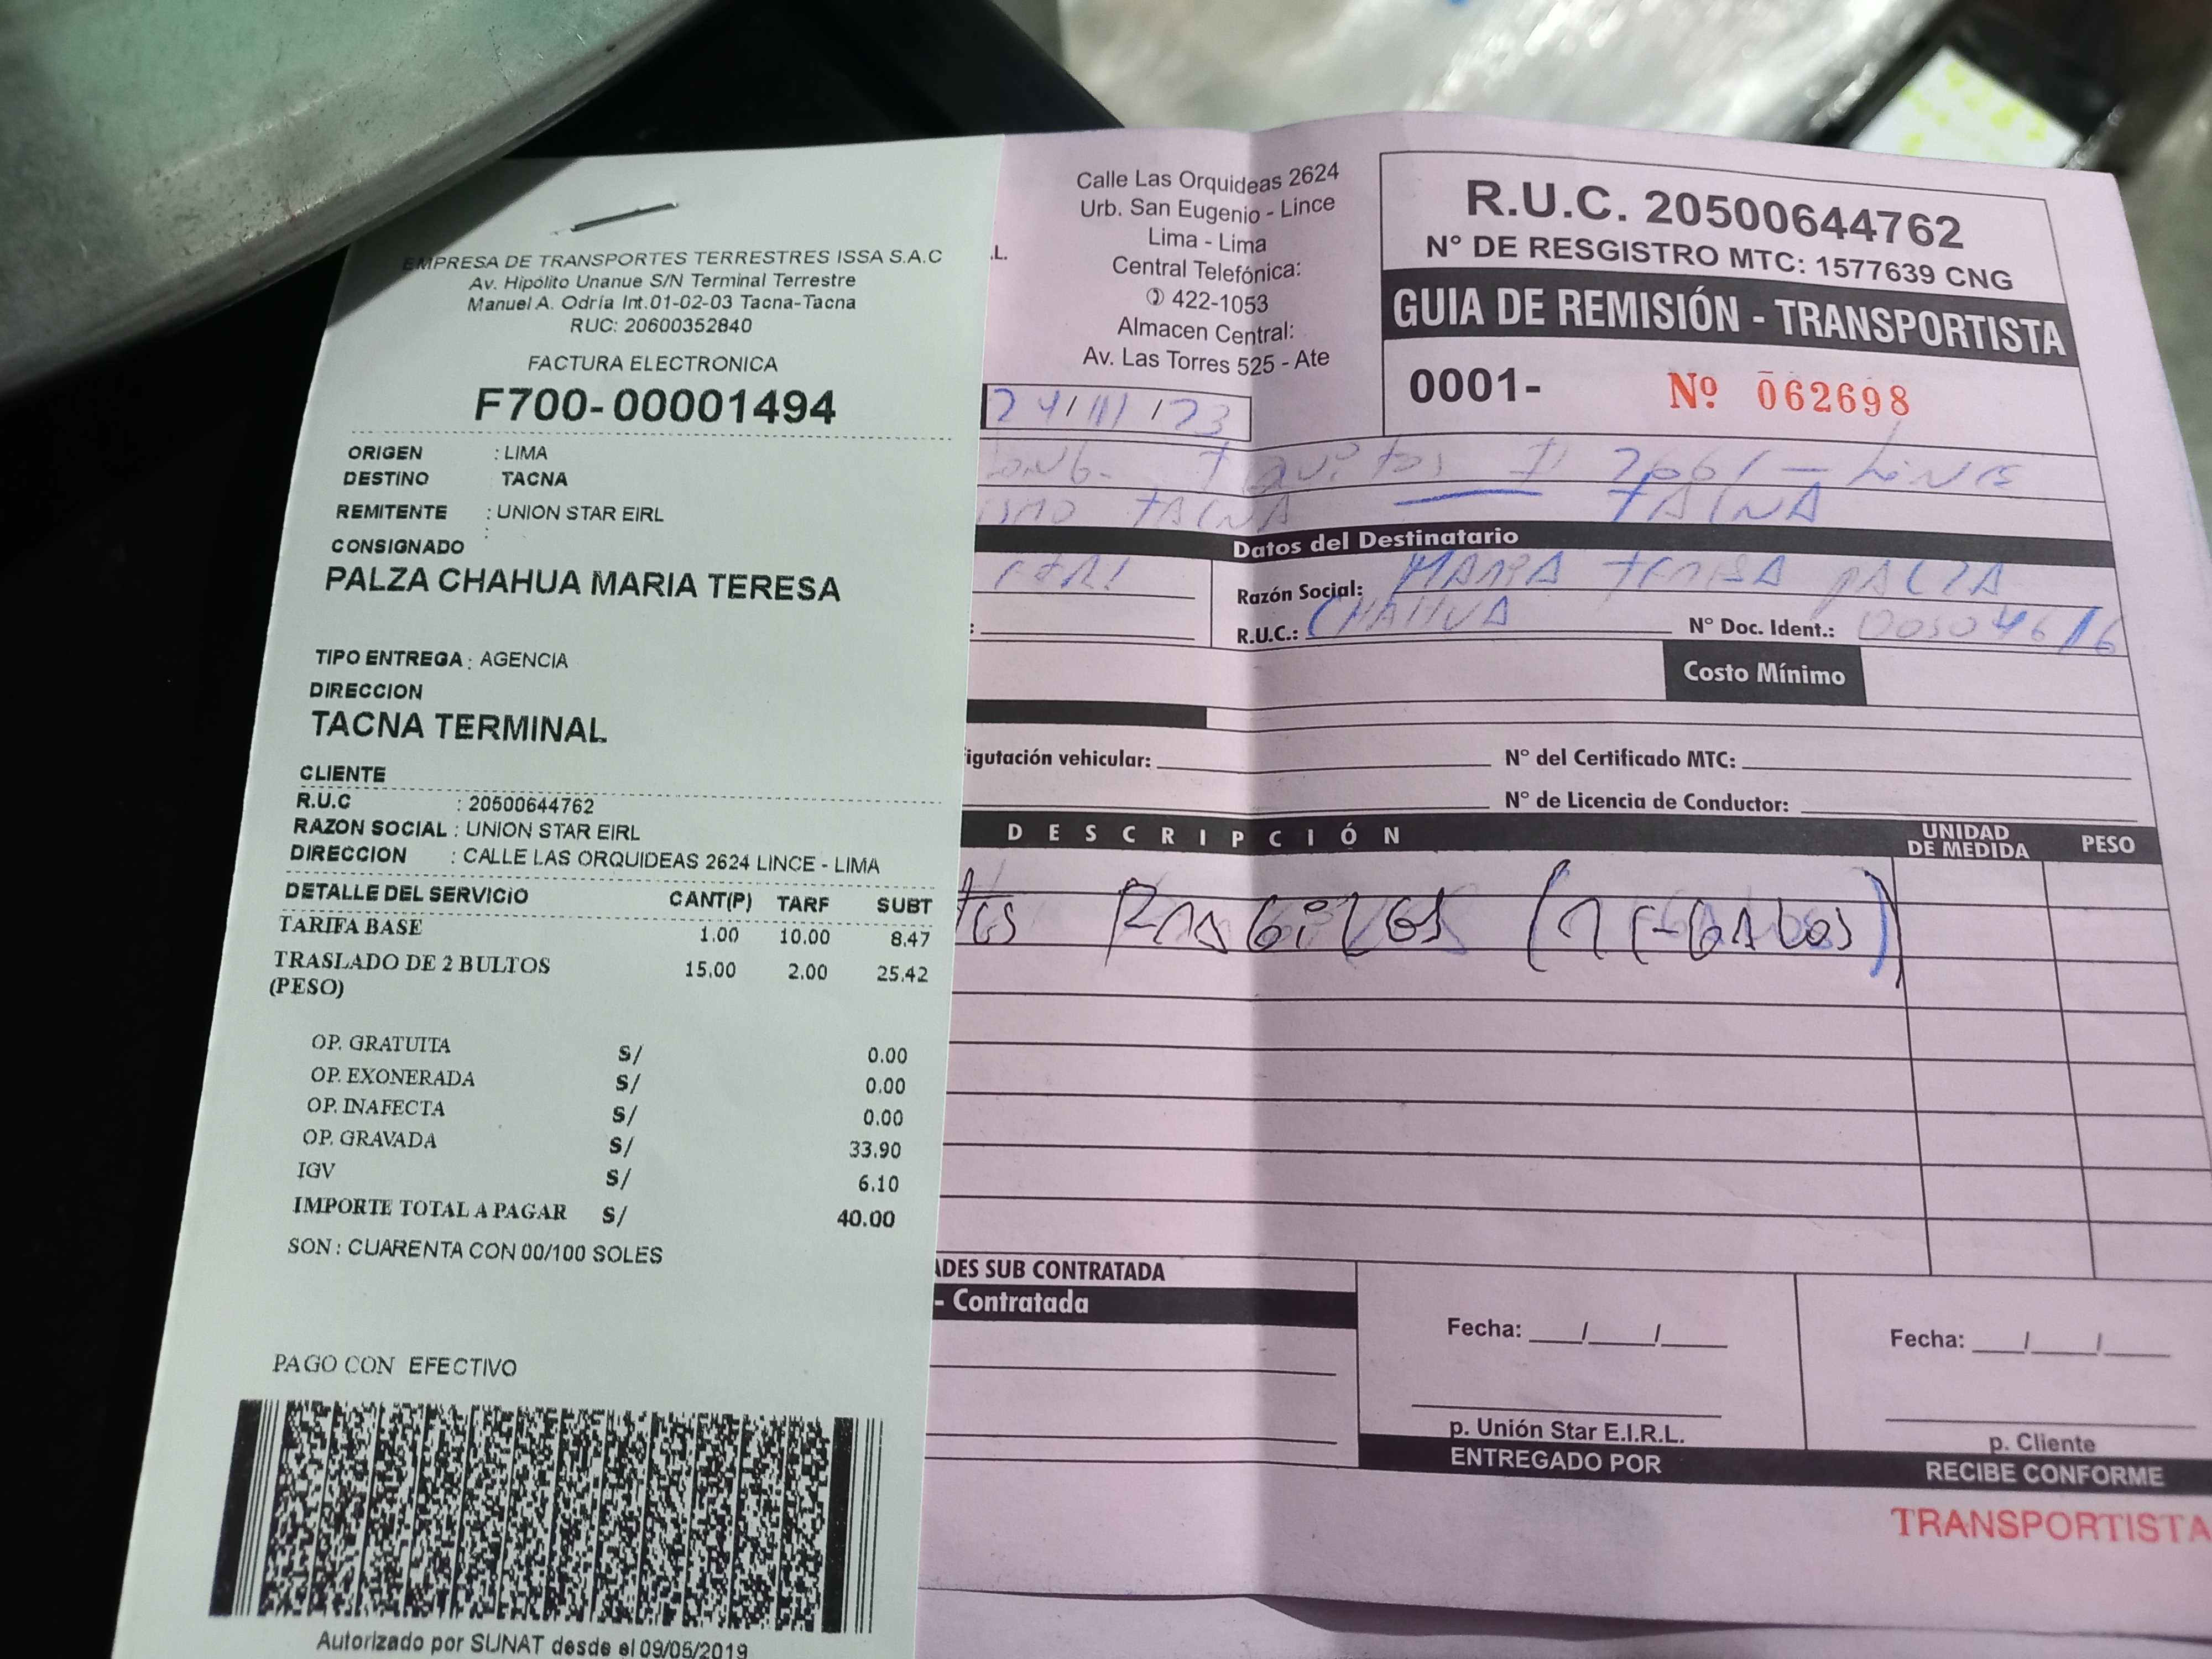 EMPRESA DE TRANSPORTES TERRESTRES ISSA S.A.C
Av. Hipólito Unanue S/N Terminal Terrestre
Manuel A. Odría Int.01-02-03 Tacna-Tacna
RUC: 20600352840
FACTURA ELECTRONICA
F700-00001494
ORIGEN : LIMA
DESTINO : TACNA
REMITENTE : UNION STAR EIRL
:
CONSIGNADO
PALZA CHAHUA MARIA TERESA
TIPO ENTREGA : AGENCIA
DIRECCION
TACNA TERMINAL
CLIENTE
R.U.C : 20500644762
RAZON SOCIAL : UNION STAR EIRL
DIRECCION : CALLE LAS ORQUIDEAS 2624 LINCE - LIMA
DETALLE DEL SERVICIO CANT(P) TARF SUBT
TARIFA BASE 1.00 10.00 8.47
TRASLADO DE 2 BULTOS 15.00 2.00 25.42
(PESO)
OP. GRATUITA S/ 0.00
OP. EXONERADA S/ 0.00
OP. INAFECTA S/ 0.00
OP. GRAVADA S/ 33.90
IGV S/ 6.10
IMPORTE TOTAL A PAGAR S/ 40.00
SON : CUARENTA CON 00/100 SOLES
PAGO CON EFECTIVO
Autorizado por SUNAT desde el 09/05/2019
.L.
Calle Las Orquideas 2624
Urb. San Eugenio - Lince
Lima - Lima
Central Telefónica:
422-1053
Almacen Central:
Av. Las Torres 525 - Ate
R.U.C. 20500644762
N° DE RESGISTRO MTC: 1577639 CNG
GUIA DE REMISIÓN - TRANSPORTISTA
0001- Nº 062698
24/11/23
TACNA TACNA
Datos del Destinatario
Razón Social: MARIA TERESA PALZA
R.U.C.: CHAHUA N° Doc. Ident.:
Costo Mínimo
igutación vehicular: N° del Certificado MTC:
N° de Licencia de Conductor:
DESCRIPCIÓN UNIDAD DE MEDIDA PESO
FRAGILES (REGALOS)
ADES SUB CONTRATADA
- Contratada
Fecha: / /
p. Unión Star E.I.R.L.
ENTREGADO POR
Fecha: / /
p. Cliente
RECIBE CONFORME
TRANSPORTISTA